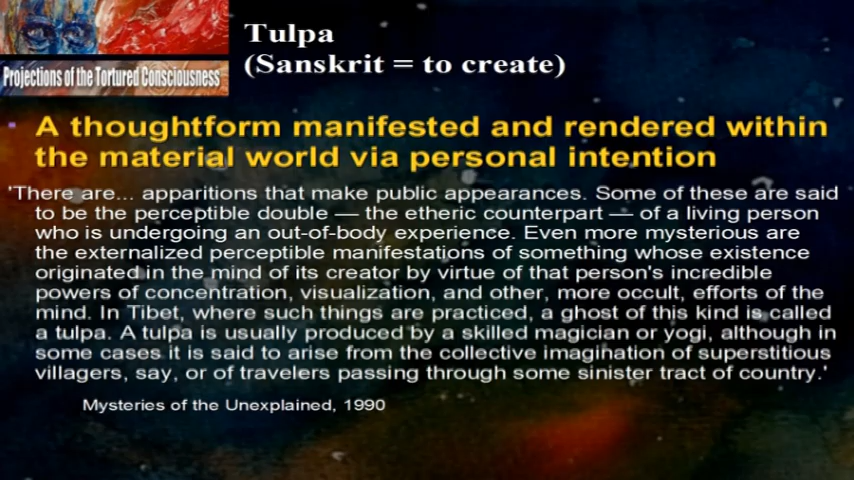 Projections of the Tortured Consciousness
Tulpa
(Sanskrit = to create)
A thoughtform manifested and rendered within
the material world via personal intention
'There are... apparitions that make public appearances. Some of these are said
to be the perceptible double — the etheric counterpart — of a living person
who is undergoing an out-of-body experience. Even more mysterious are
the externalized perceptible manifestations of something whose existence
originated in the mind of its creator by virtue of that person's incredible
powers of concentration, visualization, and other, more occult, efforts of the
mind. In Tibet, where such things are practiced, a ghost of this kind is called
a tulpa. A tulpa is usually produced by a skilled magician or yogi, although in
some cases it is said to arise from the collective imagination of superstitious
villagers, say, or of travelers passing through some sinister tract of country.'
Mysteries of the Unexplained, 1990